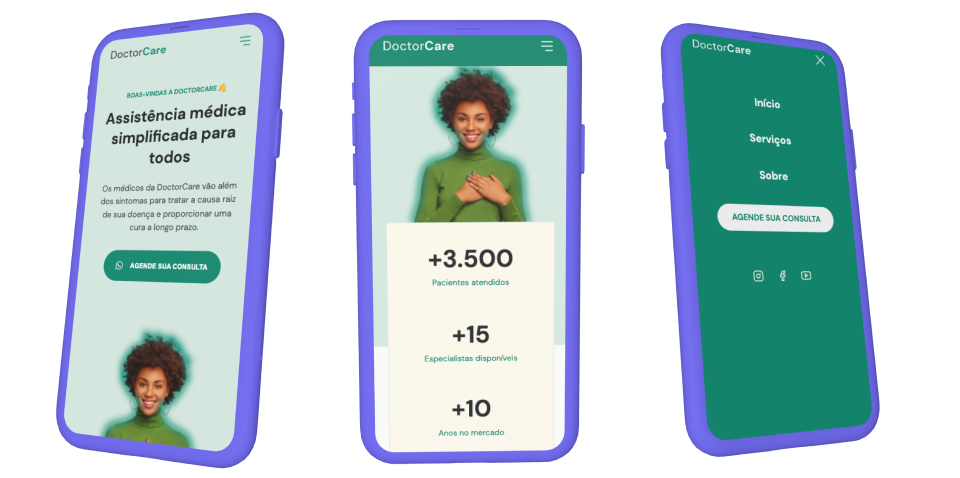 DoctorCare
BOAS-VINDAS A DOCTORCARE 👋
Assistência médica
simplificada para
todos
Os médicos da DoctorCare vão além
dos sintomas para tratar a causa raiz
de sua doença e proporcionar uma
cura a longo prazo.
AGENDE SUA CONSULTA
DoctorCare
+3.500
Pacientes atendidos
+15
Especialistas disponíveis
+10
Anos no mercado
DoctorCare
Início
Serviços
Sobre
AGENDE SUA CONSULTA